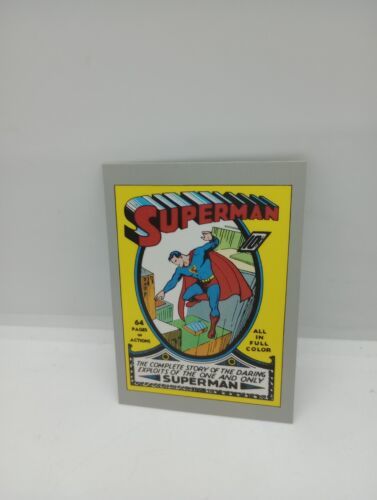 SUPERMAN
10¢
64
PAGES
OF
ACTION!
ALL
IN
FULL
COLOR
THE COMPLETE STORY OF THE DARING
EXPLOITS OF THE ONE AND ONLY
SUPERMAN